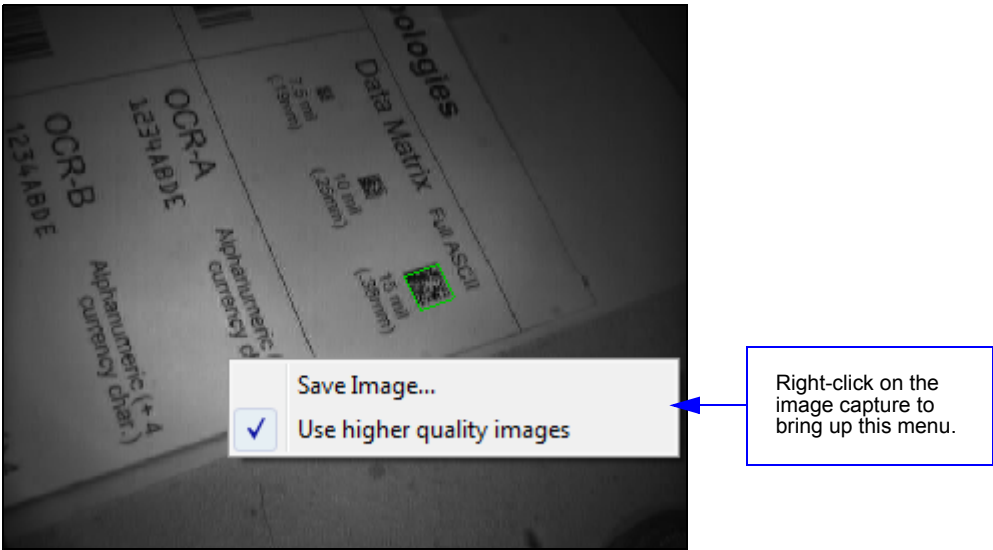 ologies
Data Matrix
Full ASCII
7.5 mil
(.19mm)
10 mil
(.25mm)
15 mil
(.38mm)
OCR-A
1234ABDE
Alphanumeric (
currency ch
OCR-B
1234ABDE
Alphanumeric (+ 4
currency char.)
Save Image...
Use higher quality images
Right-click on the
image capture to
bring up this menu.